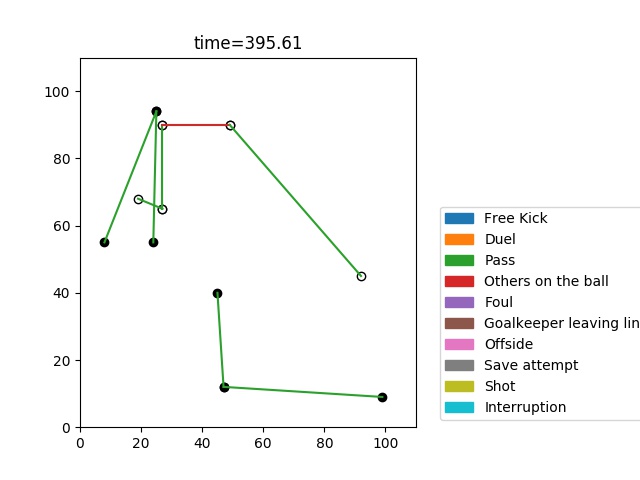 time=395.61
100
80
60
40
20
0
0 20 40 60 80 100
Free Kick
Duel
Pass
Others on the ball
Foul
Goalkeeper leaving lin
Offside
Save attempt
Shot
Interruption